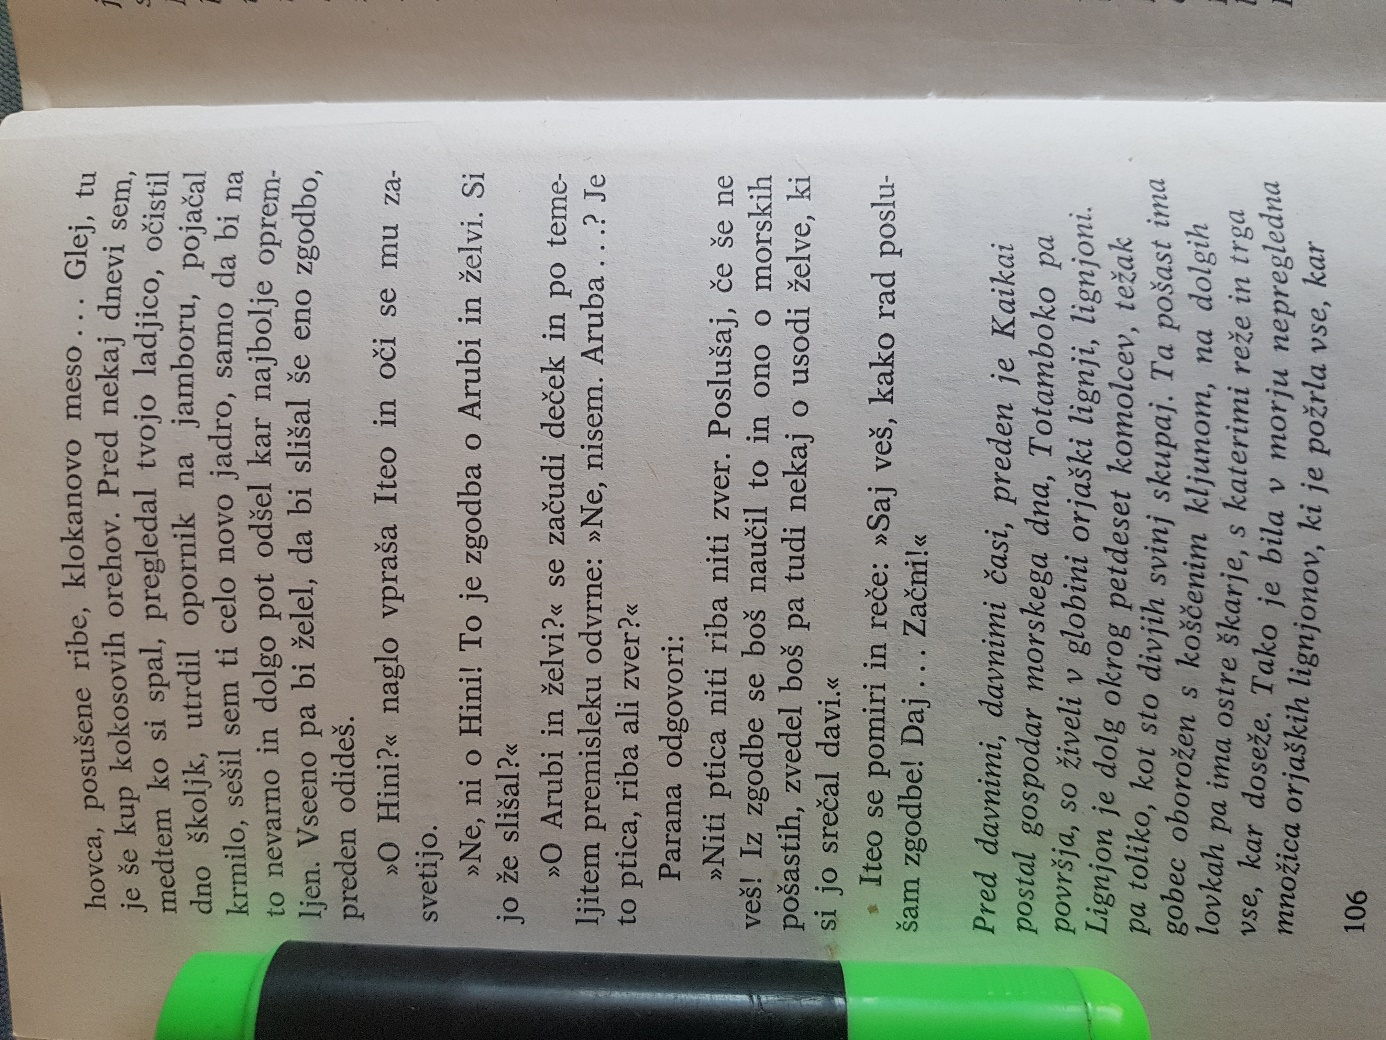 hovca, posušene ribe, klokanovo meso.... Glej, tu
je še kup kokosovih orehov. Pred nekaj dnevi sem,
medtem ko si spal, pregledal tvojo ladjico, očistil
dno školjk, utrdil opornik na jamboru, pojačal
krmilo, sešil sem ti celo novo jadro, samo da bi na
to nevarno in dolgo pot odšel kar najbolje oprem-
ljen. Vseeno pa bi želel, da bi slišal še eno zgodbo,
preden odideš.
»O Hini?« naglo vpraša Iteo in oči se mu za-
svetijo.
»Ne, ni o Hini! To je zgodba o Arubi in želvi. Si
jo že slišal?«
»O Arubi in želvi?« se začudi deček in po teme-
ljitem premisleku odvrne: »Ne, nisem. Aruba....? Je
to ptica, riba ali zver?«
Parana odgovori:
»Niti ptica niti riba niti zver. Poslušaj, če še ne
veš! Iz zgodbe se boš naučil to in ono o morskih
pošastih, zvedel boš pa tudi nekaj o usodi želve, ki
si jo srečal davi.«
Iteo se pomiri in reče: »Saj veš, kako rad poslu-
šam zgodbe! Daj.... Začni!«
Pred davnimi, davnimi časi, preden je Kaikai
postal gospodar morskega dna, Totamboko pa
površja, so živeli v globini orjaški lignji, lignjoni.
Lignjon je dolg okrog petdeset komolcev, težak
pa toliko, kot sto divjih svinj skupaj. Ta pošast ima
gobec oborožen s koščenim kljunom, na dolgih
lovkah pa ima ostre škarje, s katerimi reže in trga
vse, kar doseže. Tako je bila v morju nepregledna
množica orjaških lignjonov, ki je požrla vse, kar
106